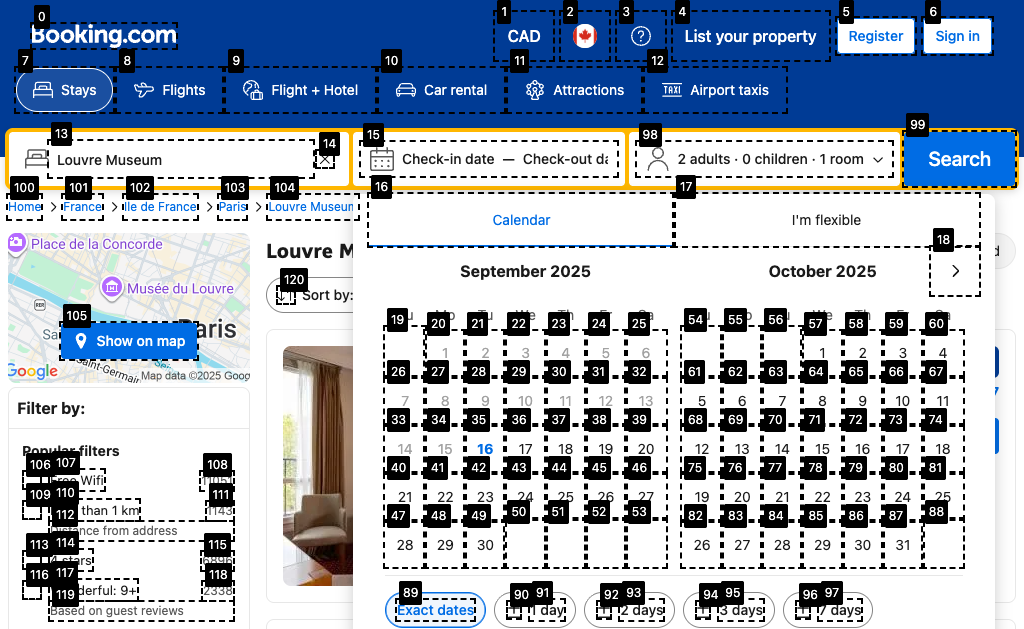 Booking.com
CAD
List your property
Register
Sign in
Stays
Flights
Flight + Hotel
Car rental
Attractions
Airport taxis
Louvre Museum
Check-in date — Check-out da
2 adults · 0 children · 1 room
Search
Home
France
Ile de France
Paris
Louvre Museum
Calendar
I'm flexible
Place de la Concorde
Musée du Louvre
Paris
Show on map
Saint-Germain
Google
Map data ©2025 Goog
Louvre M
Sort by:
September 2025
1 2 3 4 5 6
7 8 9 10 11 12 13
14 15 16 17 18 19 20
21 22 23 24 25 26 27
28 29 30
October 2025
1 2 3 4
5 6 7 8 9 10 11
12 13 14 15 16 17 18
19 20 21 22 23 24 25
26 27 28 29 30 31
Exact dates
1 day
2 days
3 days
7 days
Filter by:
Popular filters
Free Wifi
than 1 km
1143
Distance from address
4 stars
derful: 9+
2338
Based on guest reviews
0
1
2
3
4
5
6
7
8
9
10
11
12
13
14
15
98
99
100
101
102
103
104
16
17
18
105
120
19 20 21 22 23 24 25
26 27 28 29 30 31 32
33 34 35 36 37 38 39
40 41 42 43 44 45 46
47 48 49 50 51 52 53
54 55 56 57 58 59 60
61 62 63 64 65 66 67
68 69 70 71 72 73 74
75 76 77 78 79 80 81
82 83 84 85 86 87 88
89
90 91
92 93
94 95
96 97
106 107 108
109 110 111
112
113 114 115
116 117 118
119